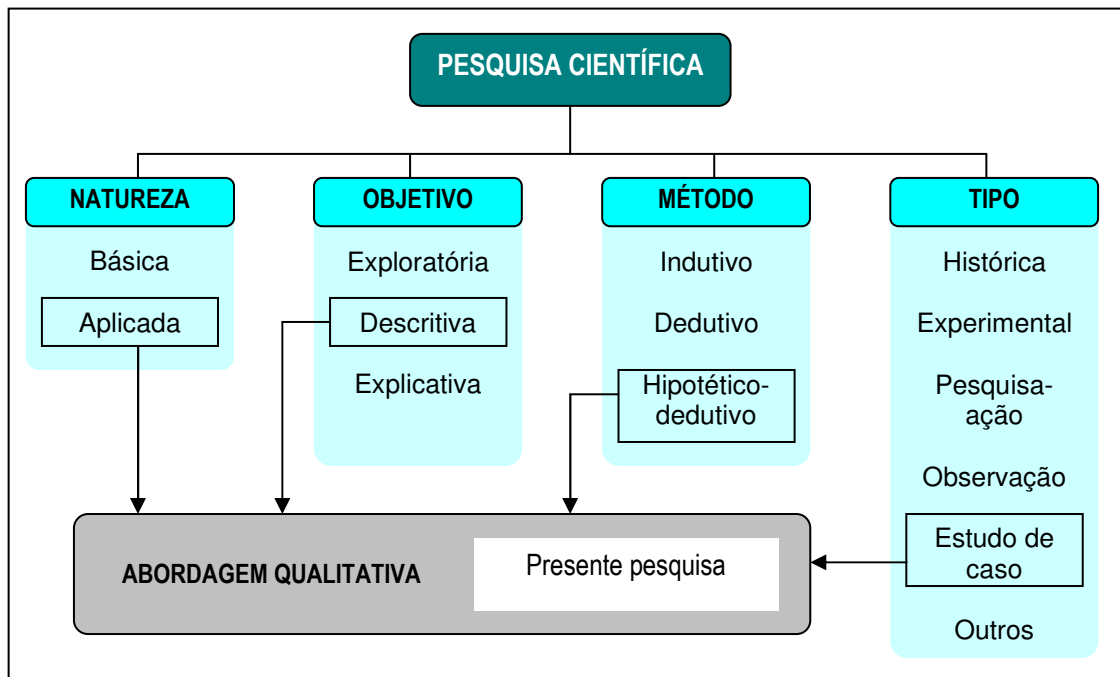 PESQUISA CIENTÍFICA
NATUREZA
Básica
Aplicada
OBJETIVO
Exploratória
Descritiva
Explicativa
MÉTODO
Indutivo
Dedutivo
Hipotético-
dedutivo
TIPO
Histórica
Experimental
Pesquisa-
ação
Observação
Estudo de
caso
Outros
ABORDAGEM QUALITATIVA
Presente pesquisa